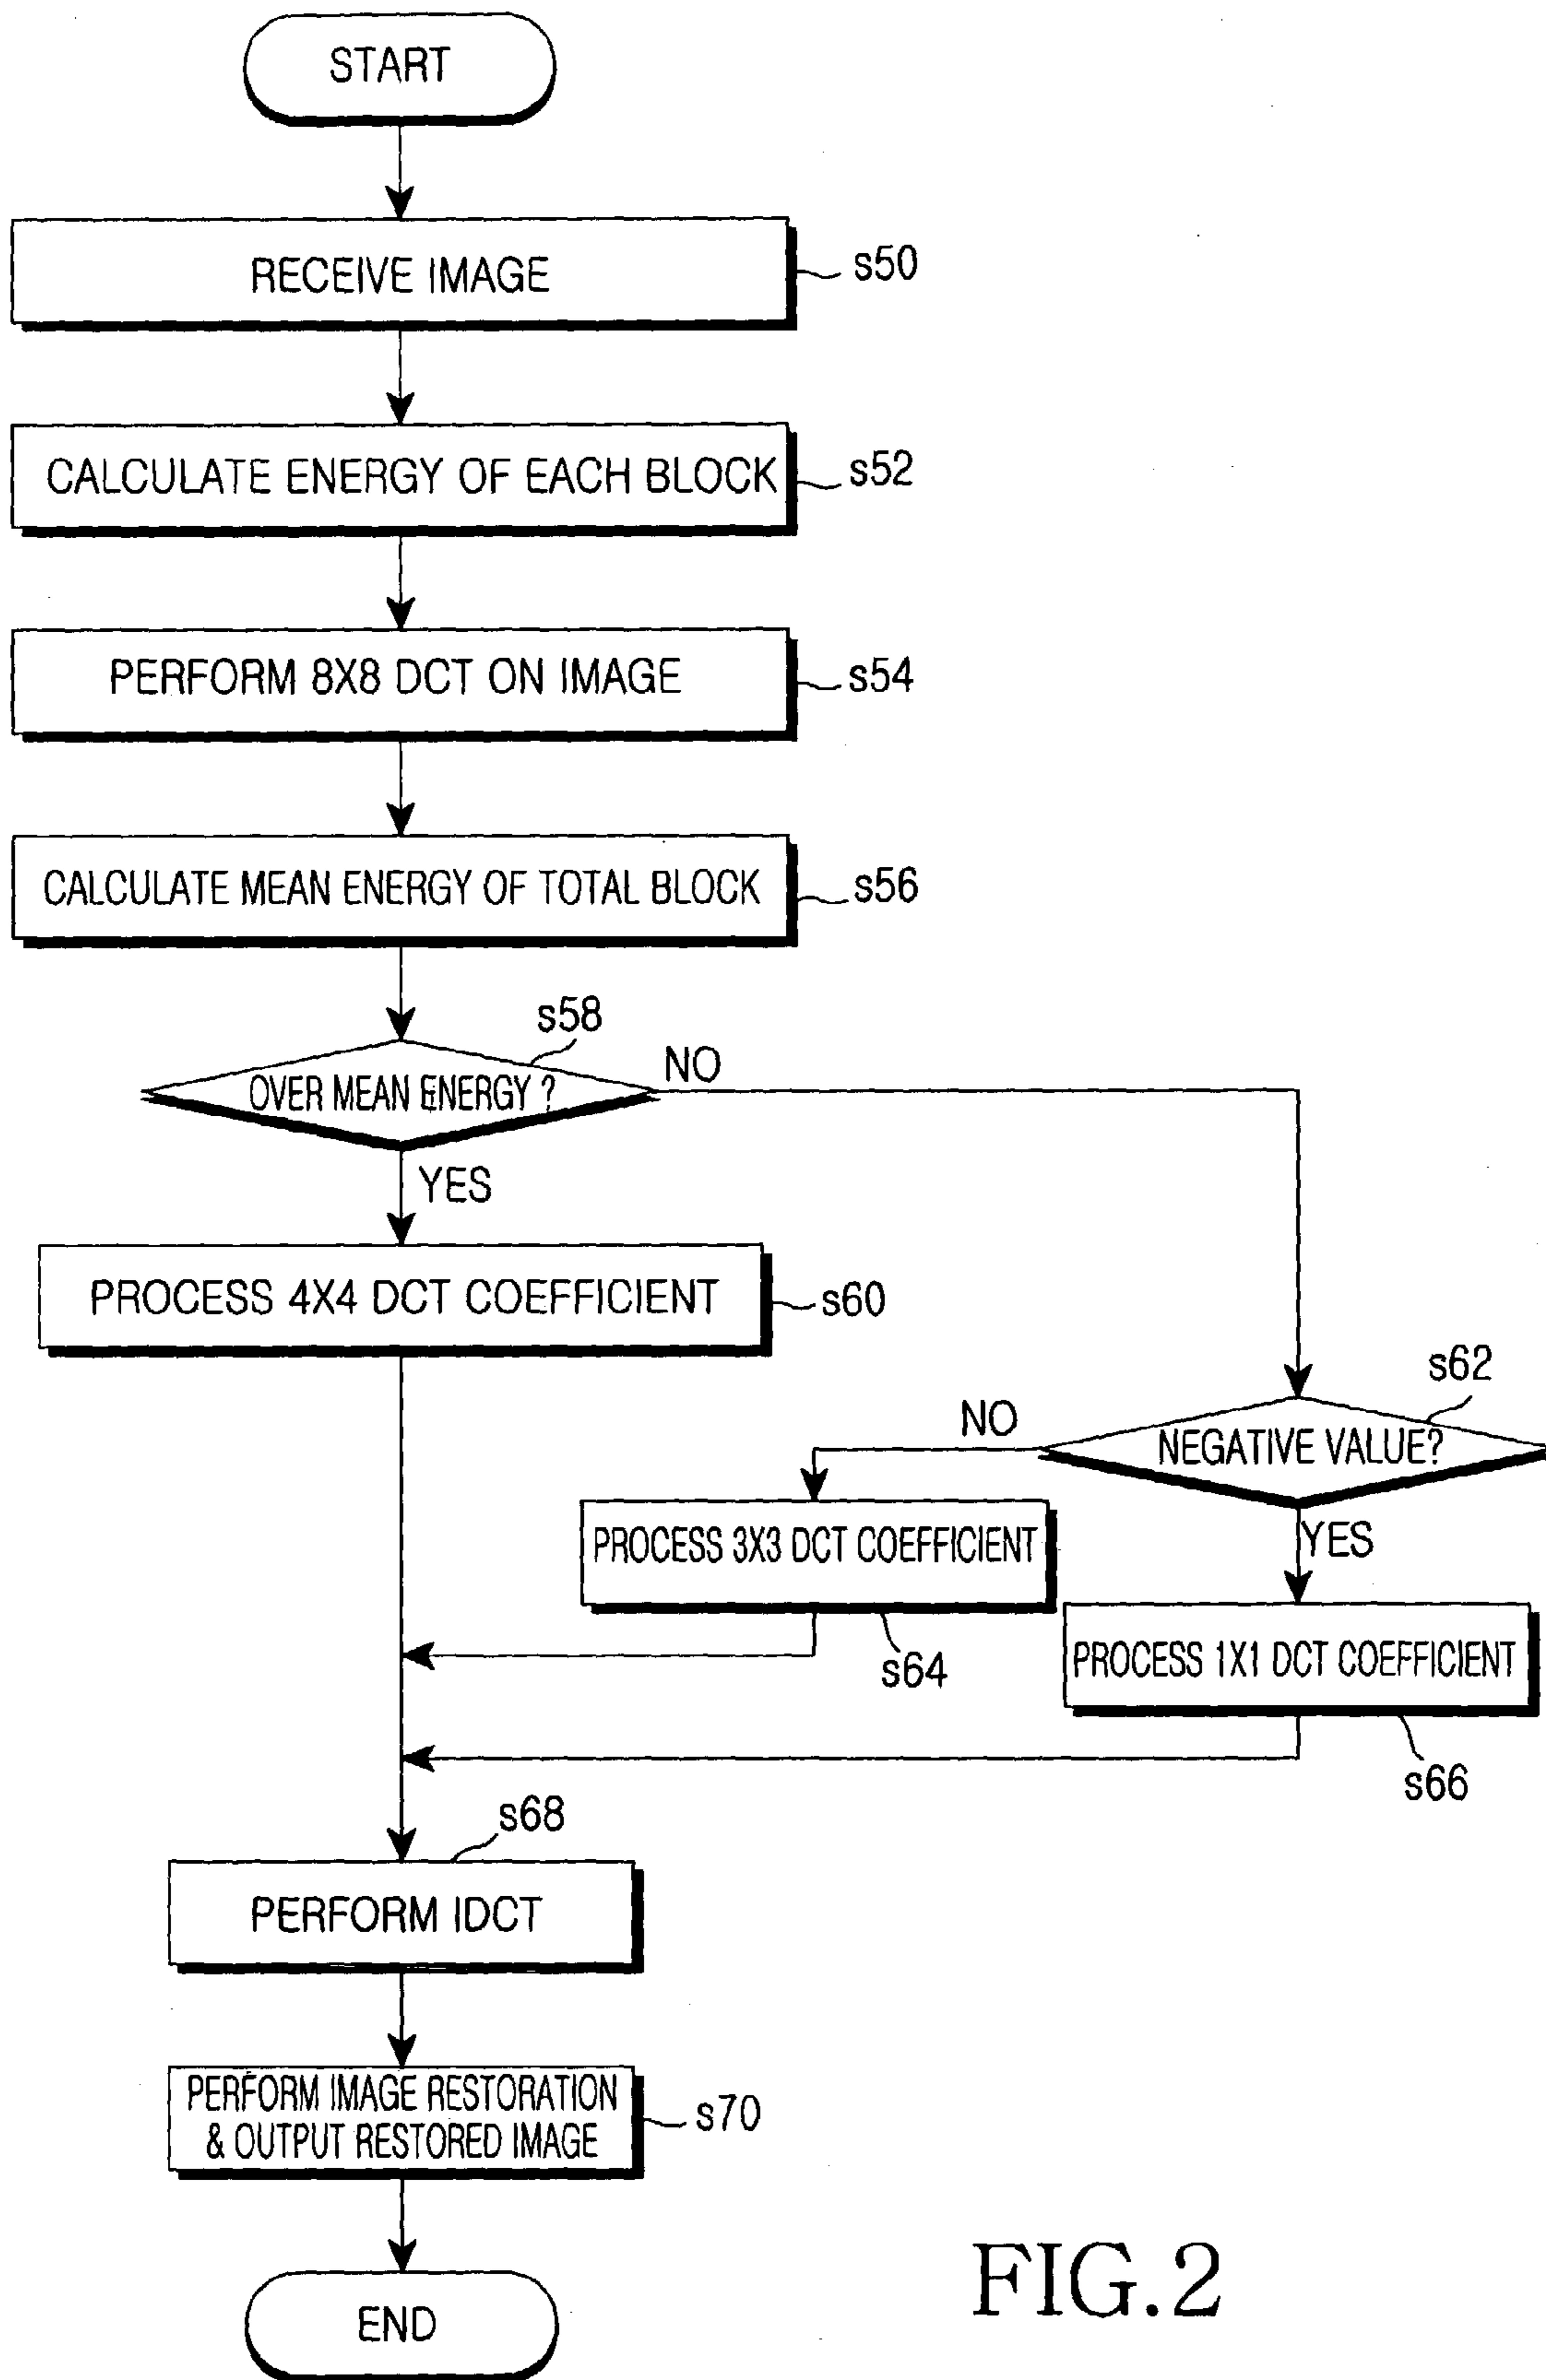 START
RECEIVE IMAGE
s50
CALCULATE ENERGY OF EACH BLOCK
s52
PERFORM 8X8 DCT ON IMAGE
s54
CALCULATE MEAN ENERGY OF TOTAL BLOCK
s56
s58
OVER MEAN ENERGY ?
NO
YES
PROCESS 4X4 DCT COEFFICIENT
s60
s62
NEGATIVE VALUE?
NO
YES
PROCESS 3X3 DCT COEFFICIENT
s64
PROCESS 1X1 DCT COEFFICIENT
s66
s68
PERFORM IDCT
PERFORM IMAGE RESTORATION
& OUTPUT RESTORED IMAGE
s70
END
FIG.2